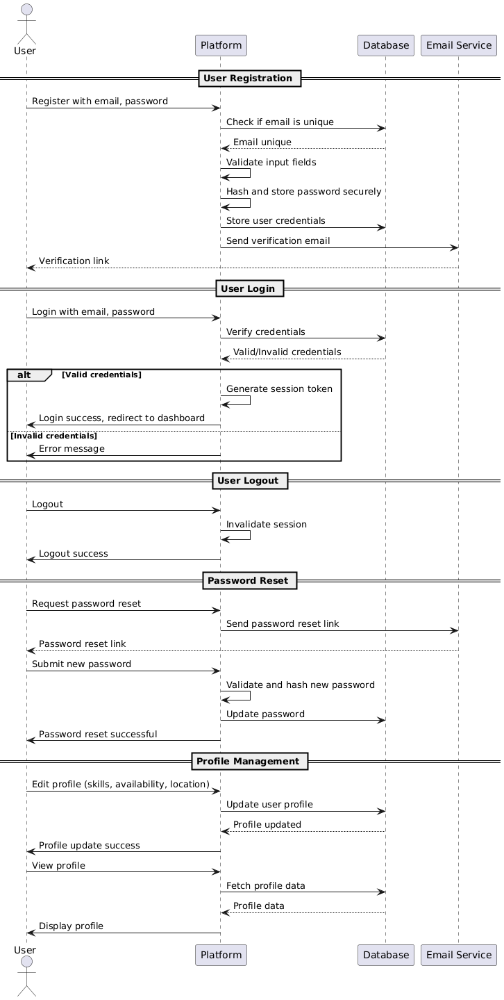 User
Platform
Database
Email Service
User Registration
Register with email, password
Check if email is unique
Email unique
Validate input fields
Hash and store password securely
Store user credentials
Send verification email
Verification link
User Login
Login with email, password
Verify credentials
Valid/Invalid credentials
alt [Valid credentials]
Generate session token
Login success, redirect to dashboard
[Invalid credentials]
Error message
User Logout
Logout
Invalidate session
Logout success
Password Reset
Request password reset
Send password reset link
Password reset link
Submit new password
Validate and hash new password
Update password
Password reset successful
Profile Management
Edit profile (skills, availability, location)
Update user profile
Profile updated
Profile update success
View profile
Fetch profile data
Profile data
Display profile
User
Platform
Database
Email Service